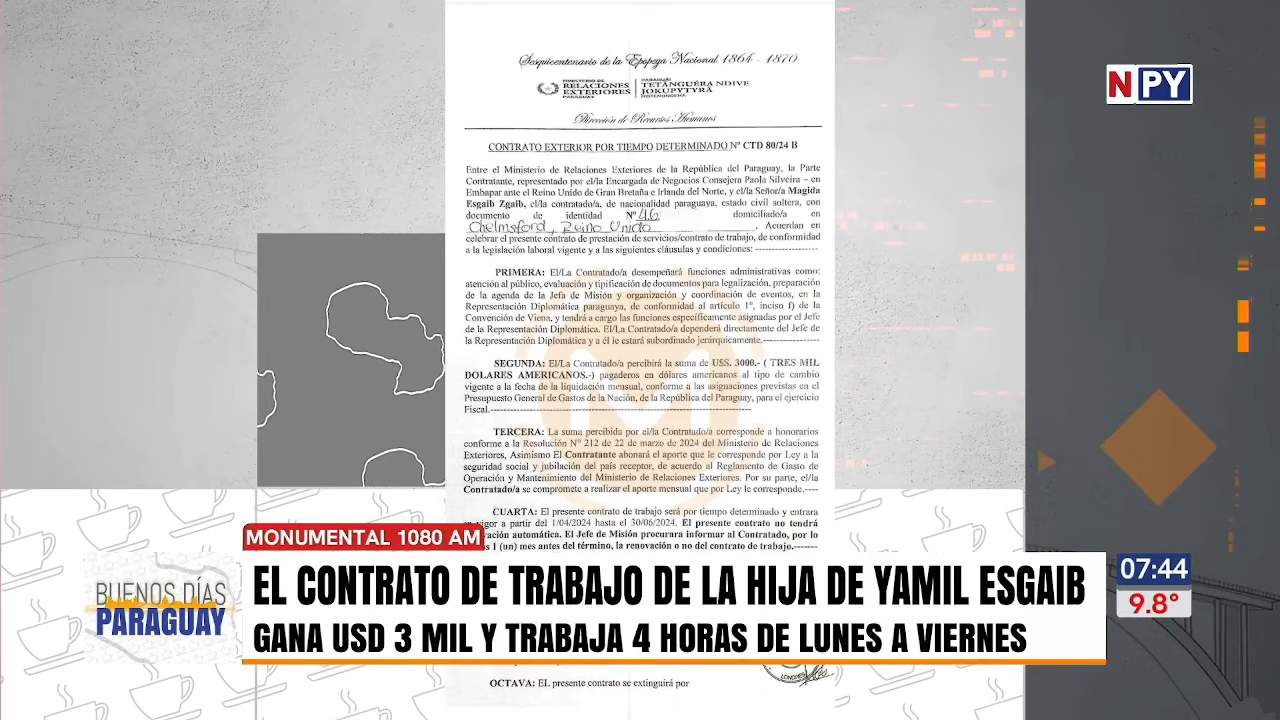 Sesquicentenario de la Epopeya Nacional 1864 - 1870
MINISTERIO DE
RELACIONES
EXTERIORES
PARAGUAY
PARAGUÁI
TETÃNGUÉRA NDIVE
JOKUPYTYRÃ
MOTENONDEHA
Dirección de Recursos Humanos
CONTRATO EXTERIOR POR TIEMPO DETERMINADO Nº CTD 80/24 B
Entre el Ministerio de Relaciones Exteriores de la República del Paraguay, la Parte
Contratante, representado por el/la Encargada de Negocios Consejera Paola Silveira – en
Embapar ante el Reino Unido de Gran Bretaña e Irlanda del Norte, y el/la Señor/a Magida
Esgaib Zgaib, el/la contratado/a, de nacionalidad paraguaya, estado civil soltera, con
documento de identidad Nº 46 domiciliado/a en
Chelmsford, Reino Unido. Acuerdan en
celebrar el presente contrato de prestación de servicios/contrato de trabajo, de conformidad
a la legislación laboral vigente y a las siguientes cláusulas y condiciones: --------------------
PRIMERA: El/La Contratado/a desempeñará funciones administrativas como:
atención al público, evaluación y tipificación de documentos para legalización, preparación
de la agenda de la Jefa de Misión y organización y coordinación de eventos, en la
Representación Diplomática paraguaya, de conformidad al artículo 1º, inciso f) de la
Convención de Viena, y tendrá a cargo las funciones específicamente asignadas por el Jefe
de la Representación Diplomática. El/La Contratado/a dependerá directamente del Jefe de
la Representación Diplomática y a él le estará subordinado jerárquicamente.-----------------
SEGUNDA: El/La Contratado/a percibirá la suma de U$S. 3000.- ( TRES MIL
DOLARES AMERICANOS.-) pagaderos en dólares americanos al tipo de cambio
vigente a la fecha de la liquidación mensual, conforme a las asignaciones previstas en el
Presupuesto General de Gastos de la Nación, de la República del Paraguay, para el ejercicio
Fiscal.------------------------------------------------------------------------
TERCERA: La suma percibida por el/la Contratado/a corresponde a honorarios
conforme a la Resolución Nº 212 de 22 de marzo de 2024 del Ministerio de Relaciones
Exteriores, Asimismo El Contratante abonará el aporte que le corresponde por Ley a la
seguridad social y jubilación del país receptor, de acuerdo al Reglamento de Gasto de
Operación y Mantenimiento del Ministerio de Relaciones Exteriores. Por su parte, el/la
Contratado/a se compromete a realizar el aporte mensual que por Ley le corresponde.----
CUARTA: El presente contrato de trabajo será por tiempo determinado y entrara
vigor a partir del 1/04/2024 hasta el 30/06/2024. El presente contrato no tendrá
automática. El Jefe de Misión procurara informar al Contratado, por lo
1 (un) mes antes del término, la renovación o no del contrato de trabajo.-------
NPY
MONUMENTAL 1080 AM
BUENOS DÍAS
PARAGUAY
EL CONTRATO DE TRABAJO DE LA HIJA DE YAMIL ESGAIB
GANA USD 3 MIL Y TRABAJA 4 HORAS DE LUNES A VIERNES
07:44
9.8°
LONDRES
OCTAVA: EL presente contrato se extinguirá por